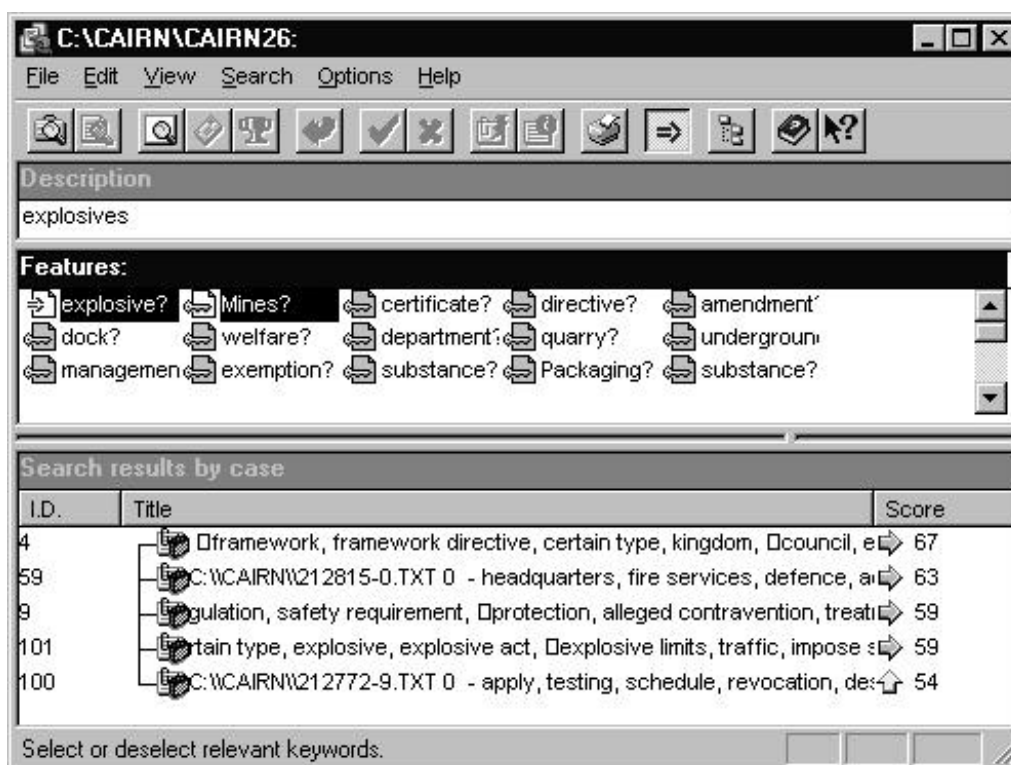 C:\CAIRN\CAIRN26:
File Edit View Search Options Help
Description
explosives
Features:
explosive? Mines? certificate? directive? amendment?
dock? welfare? department? quarry? undergroun
managemen exemption? substance? Packaging? substance?
Search results by case
I.D. Title Score
4 framework, framework directive, certain type, kingdom, council, e 67
59 C:\\CAIRN\\212815-0.TXT 0 - headquarters, fire services, defence, a 63
9 gulation, safety requirement, protection, alleged contravention, treat 59
101 rtain type, explosive, explosive act, explosive limits, traffic, impose s 59
100 C:\\CAIRN\\212772-9.TXT 0 - apply, testing, schedule, revocation, de 54
Select or deselect relevant keywords.